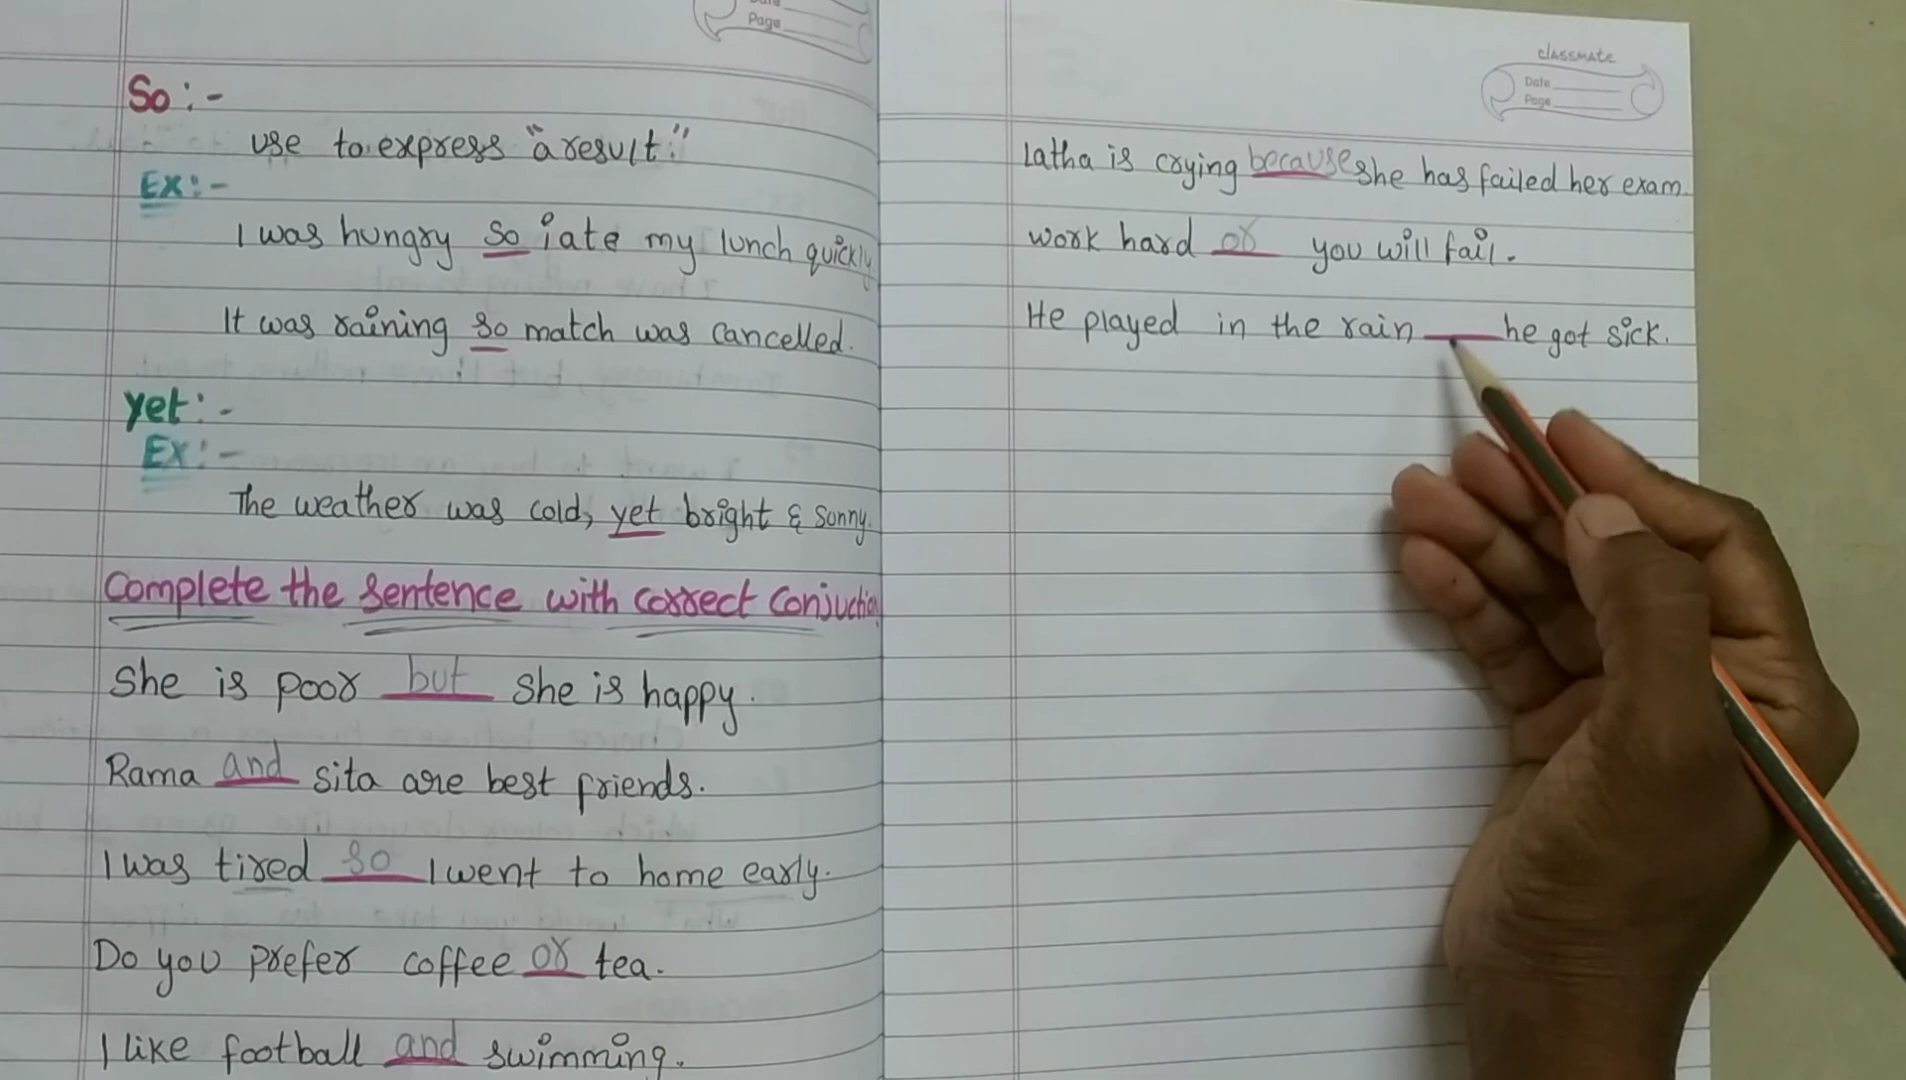 Page
So:-
use to express "a result."
Ex:-
I was hungry so i ate my lunch quickly
It was raining so match was cancelled.
yet:-
Ex:-
The weather was cold, yet bright & sunny.
Complete the sentence with correct Conjuction
She is poor but she is happy.
Rama and sita are best friends.
I was tired so I went to home early.
Do you prefer coffee or tea.
I like football and swimming.
classmate
Date
Page
Latha is crying because she has failed her exam.
work hard or you will fail.
He played in the rain ___ he got sick.